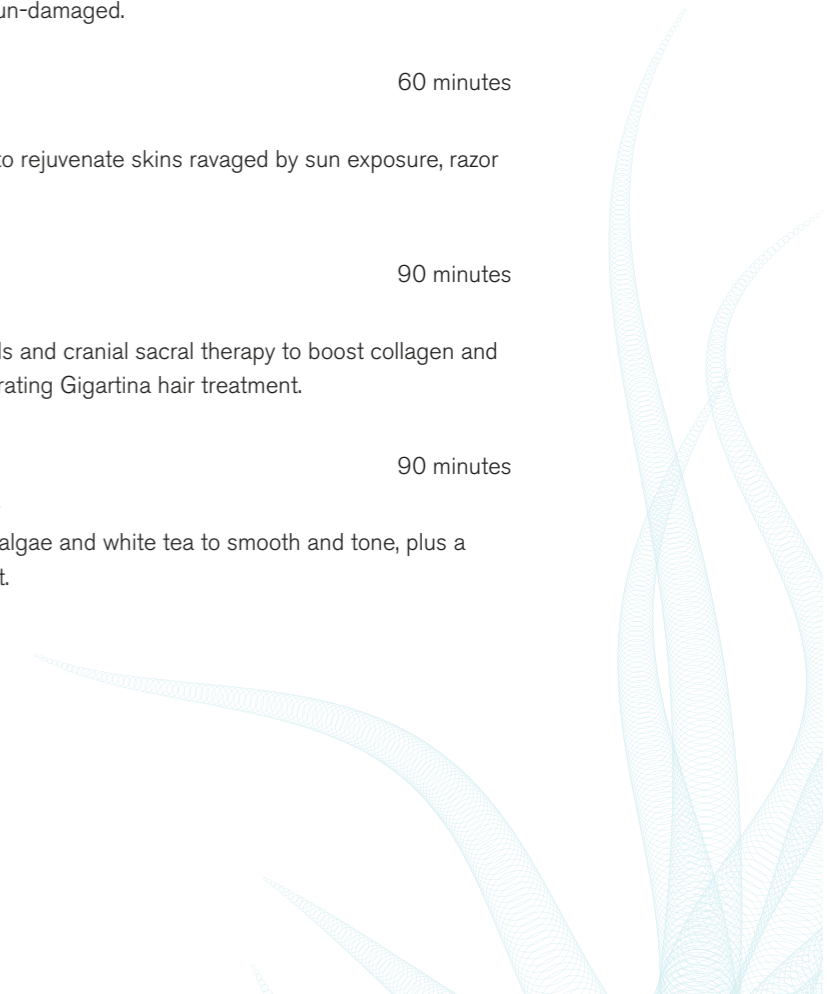 un-damaged.
60 minutes
to rejuvenate skins ravaged by sun exposure, razor
90 minutes
ls and cranial sacral therapy to boost collagen and
rating Gigartina hair treatment.
90 minutes
algae and white tea to smooth and tone, plus a
t.